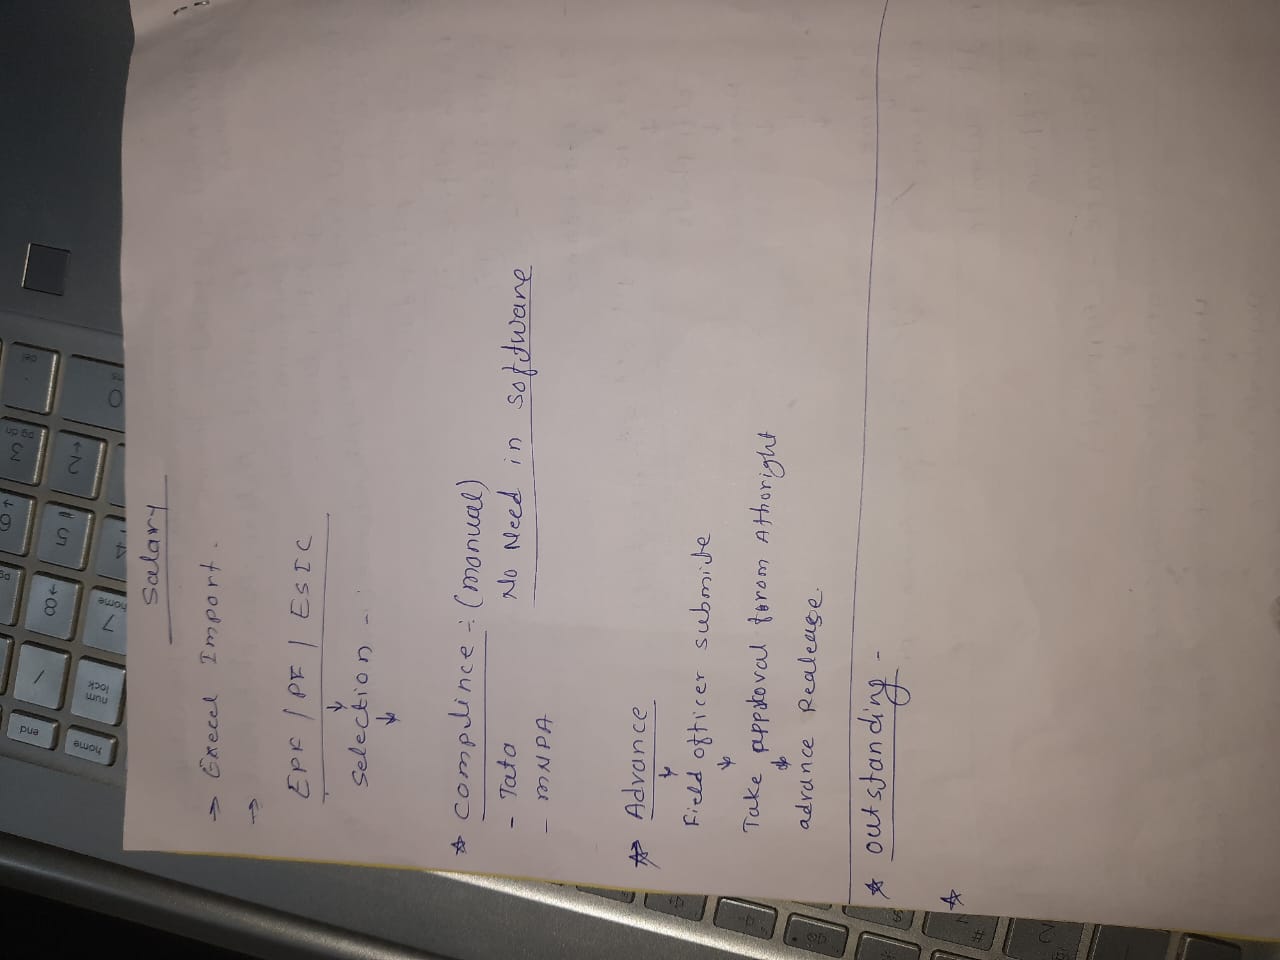 end
home
/
num
lock
8
7
home
6
5
4
3
pg dn
2
0
del
Salary
→ Execel Import.
→
EPF / PF | ESIC
↓
Selection -
↓
☆ complince :- (manual)
- Tata No Need in software
- MNPA
☆ Advance
↓
Field officer submite
↓
Take approval forom Athoright
↓
advance Realease.
☆ outstanding -
☆
#
2